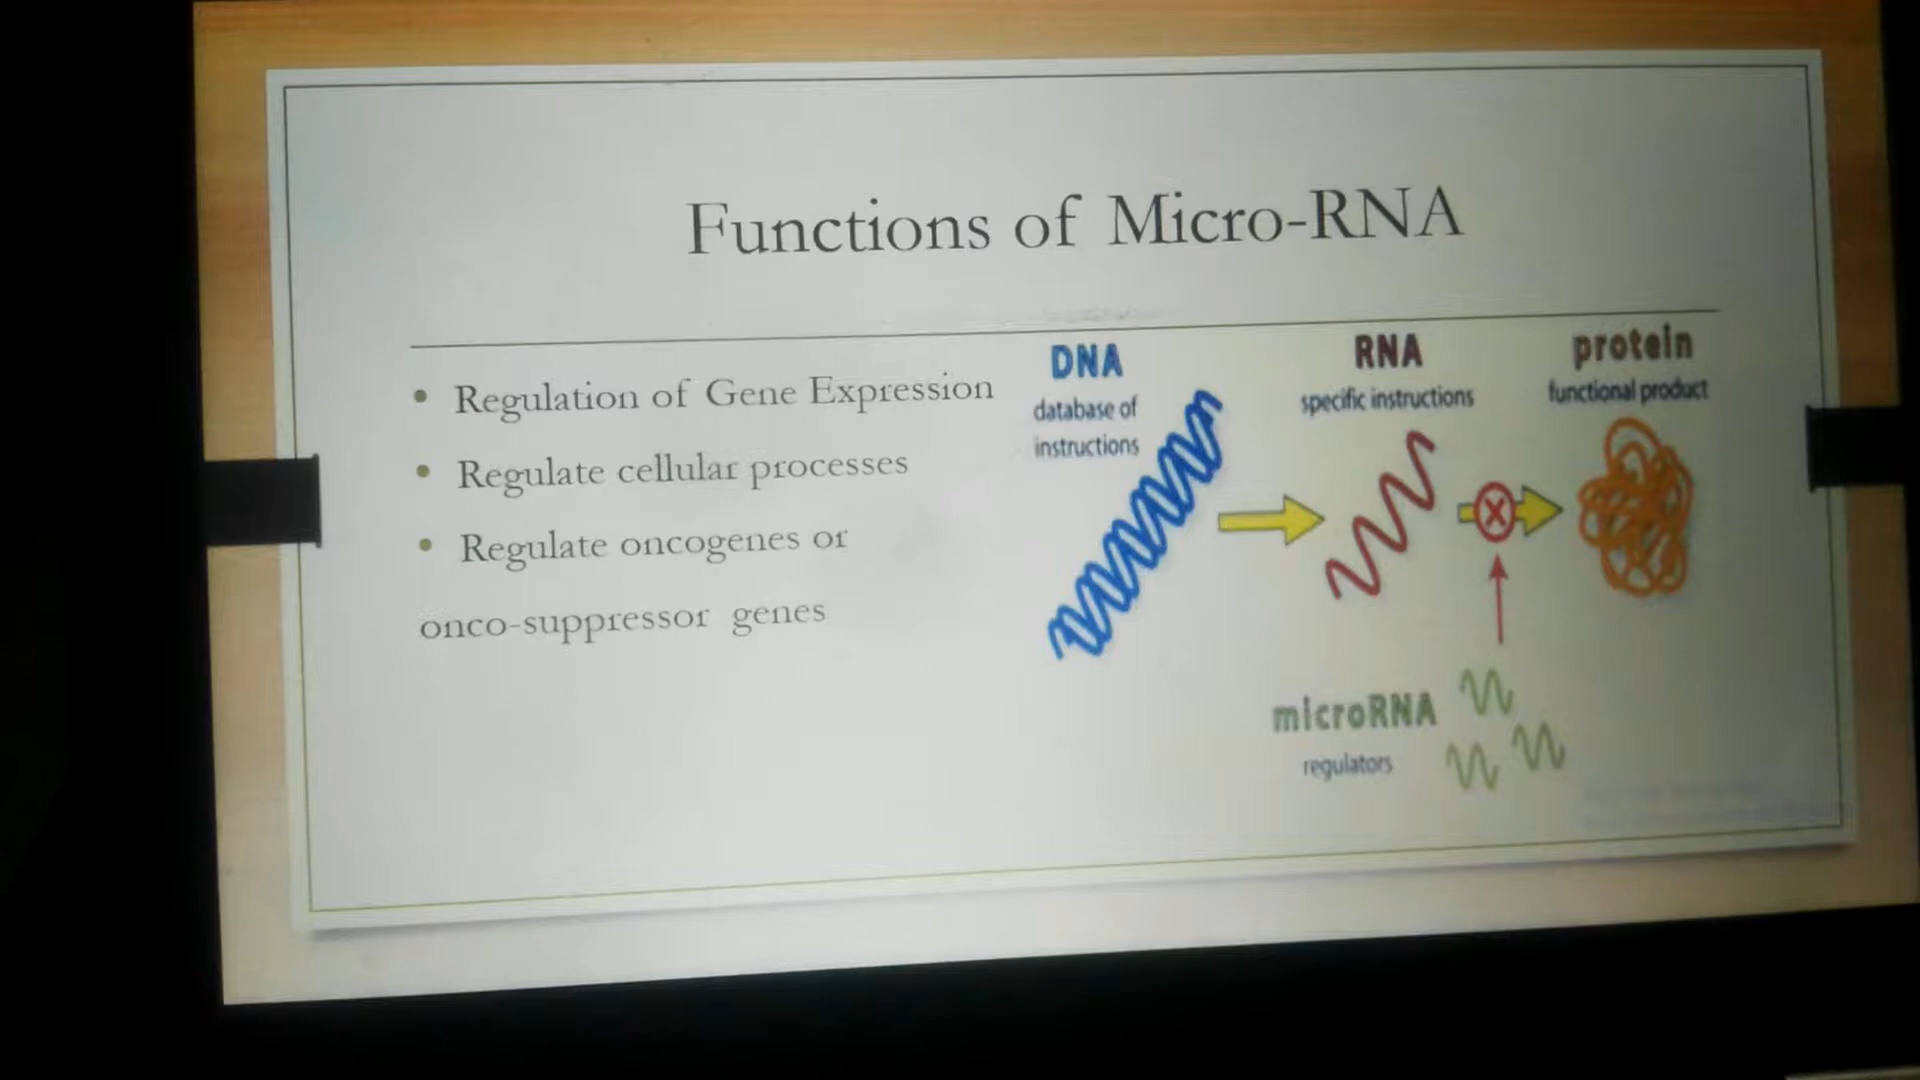 Functions of Micro-RNA
• Regulation of Gene Expression
• Regulate cellular processes
• Regulate oncogenes or
onco-suppressor genes
DNA
database of
instructions
RNA
specific instructions
protein
functional product
microRNA
regulators